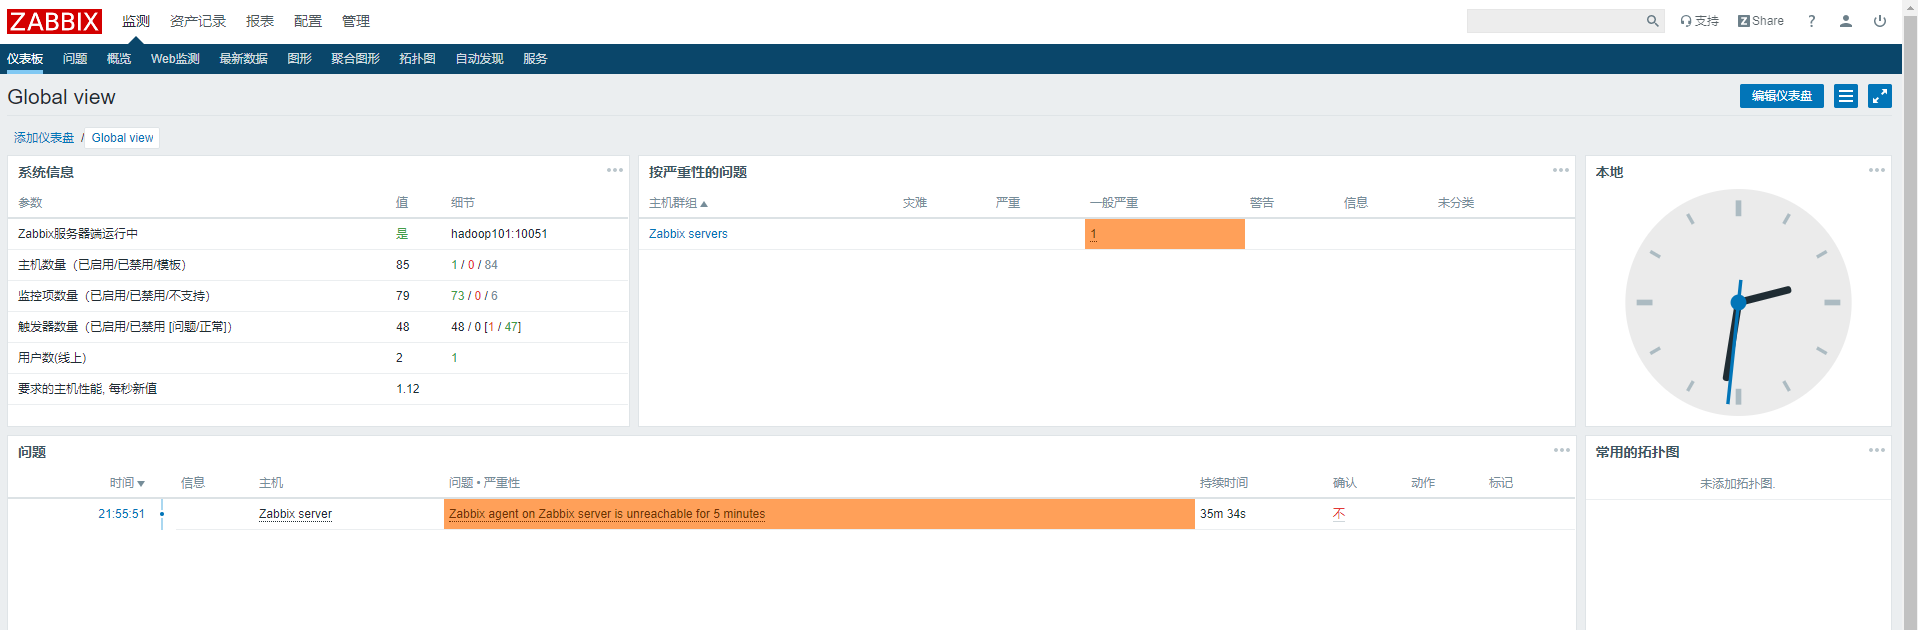 ZABBIX 监测 资产记录 报表 配置 管理 支持 Z Share ?
仪表板 问题 概览 Web监测 最新数据 图形 聚合图形 拓扑图 自动发现 服务
Global view 编辑仪表盘
添加仪表盘 / Global view
系统信息
参数 值 细节
Zabbix服务器端运行中 是 hadoop101:10051
主机数量（已启用/已禁用/模板） 85 1 / 0 / 84
监控项数量（已启用/已禁用/不支持） 79 73 / 0 / 6
触发器数量（已启用/已禁用 [问题/正常]） 48 48 / 0 [1 / 47]
用户数(线上) 2 1
要求的主机性能, 每秒新值 1.12
按严重性的问题
主机群组 灾难 严重 一般严重 警告 信息 未分类
Zabbix servers 1
本地
问题
时间 信息 主机 问题 • 严重性 持续时间 确认 动作 标记
21:55:51 Zabbix server Zabbix agent on Zabbix server is unreachable for 5 minutes 35m 34s 不
常用的拓扑图
未添加拓扑图.